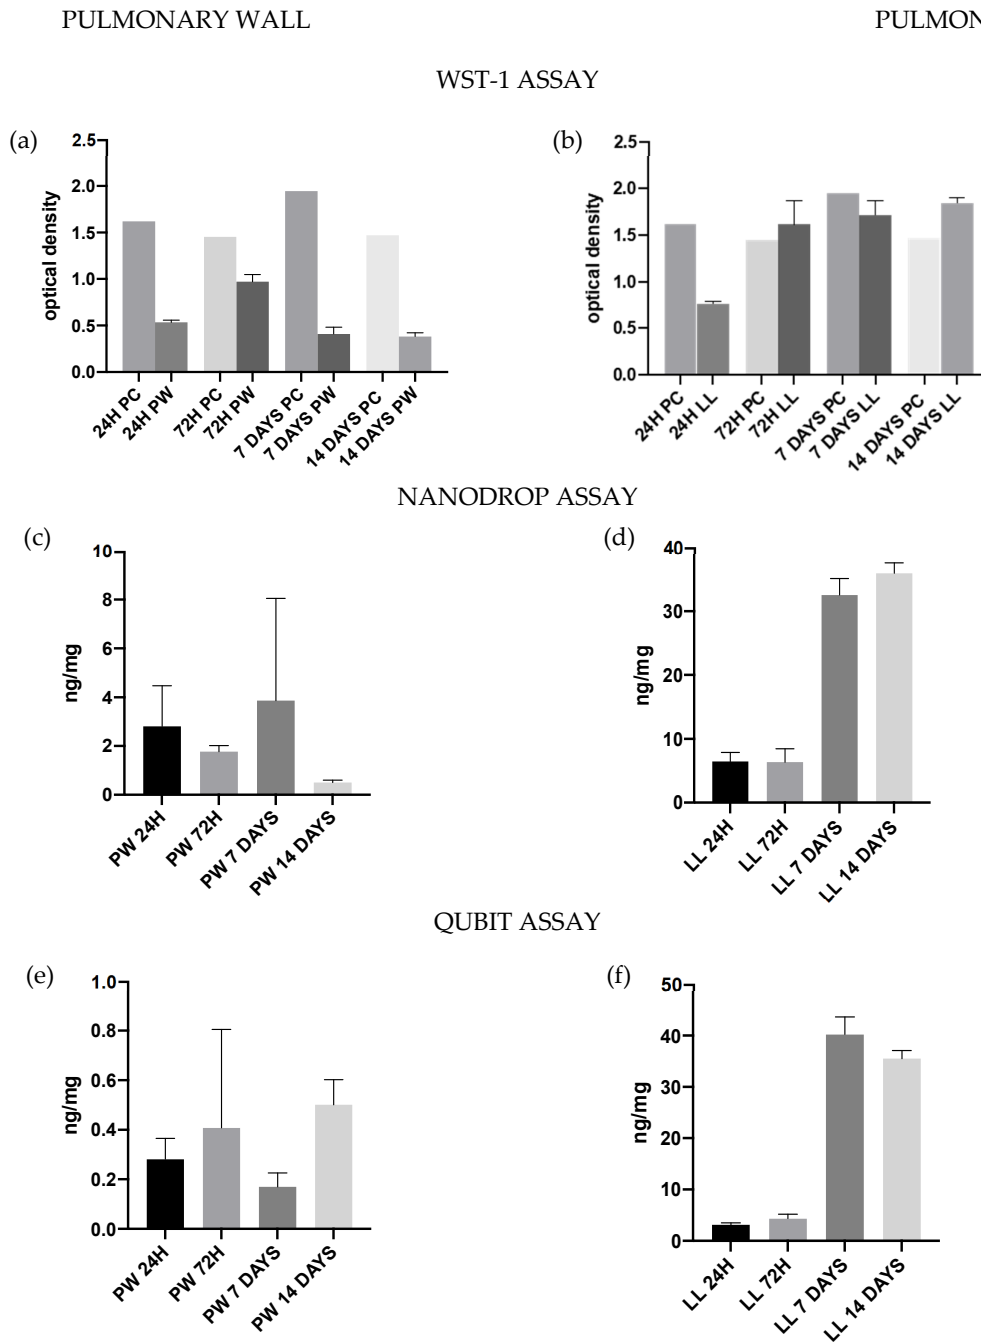 PULMONARY WALL
PULMON
WST-1 ASSAY
(a)
optical density
2.5
2.0
1.5
1.0
0.5
0.0
24H PC
24H PW
72H PC
72H PW
7 DAYS PC
7 DAYS PW
14 DAYS PC
14 DAYS PW
(b)
optical density
2.5
2.0
1.5
1.0
0.5
0.0
24H PC
24H LL
72H PC
72H LL
7 DAYS PC
7 DAYS LL
14 DAYS PC
14 DAYS LL
NANODROP ASSAY
(c)
ng/mg
10
8
6
4
2
0
PW 24H
PW 72H
PW 7 DAYS
PW 14 DAYS
(d)
ng/mg
40
30
20
10
0
LL 24H
LL 72H
LL 7 DAYS
LL 14 DAYS
QUBIT ASSAY
(e)
ng/mg
1.0
0.8
0.6
0.4
0.2
0.0
PW 24H
PW 72H
PW 7 DAYS
PW 14 DAYS
(f)
ng/mg
50
40
30
20
10
0
LL 24H
LL 72H
LL 7 DAYS
LL 14 DAYS